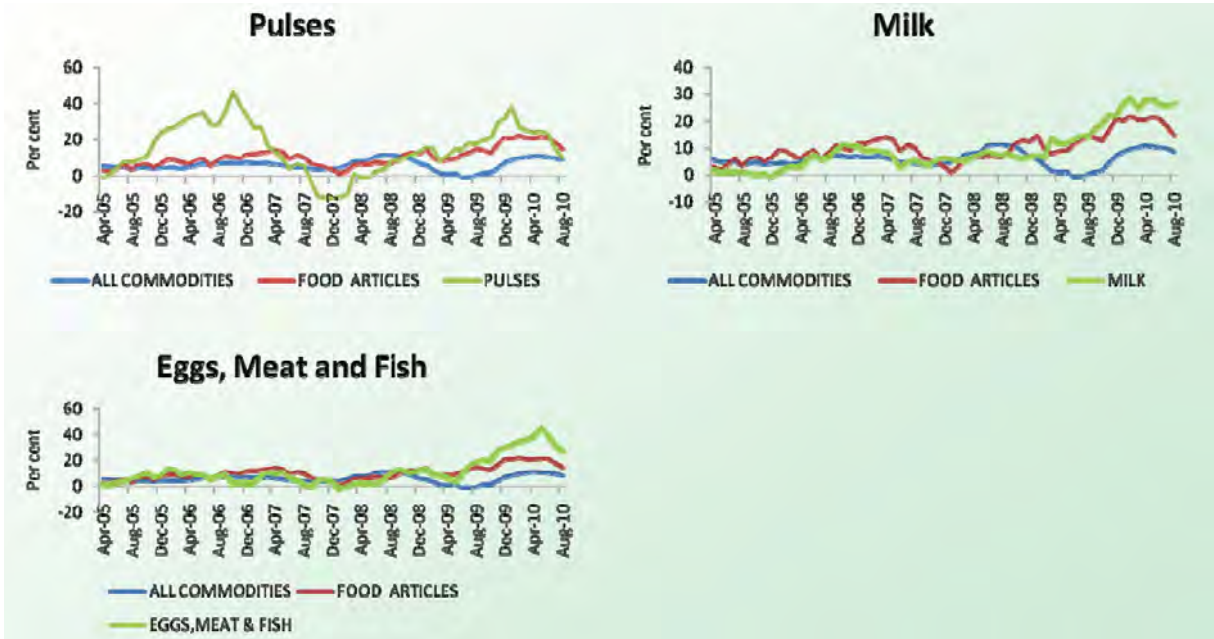 Pulses
Per cent
60
40
20
0
-20
Apr-05
Aug-05
Dec-05
Apr-06
Aug-06
Dec-06
Apr-07
Aug-07
Dec-07
Apr-08
Aug-08
Dec-08
Apr-09
Aug-09
Dec-09
Apr-10
Aug-10
ALL COMMODITIES FOOD ARTICLES PULSES
Milk
Per cent
40
30
20
10
0
-10
Apr-05
Aug-05
Dec-05
Apr-06
Aug-06
Dec-06
Apr-07
Aug-07
Dec-07
Apr-08
Aug-08
Dec-08
Apr-09
Aug-09
Dec-09
Apr-10
Aug-10
ALL COMMODITIES FOOD ARTICLES MILK
Eggs, Meat and Fish
Per cent
60
40
20
0
-20
Apr-05
Aug-05
Dec-05
Apr-06
Aug-06
Dec-06
Apr-07
Aug-07
Dec-07
Apr-08
Aug-08
Dec-08
Apr-09
Aug-09
Dec-09
Apr-10
Aug-10
ALL COMMODITIES FOOD ARTICLES
EGGS,MEAT & FISH